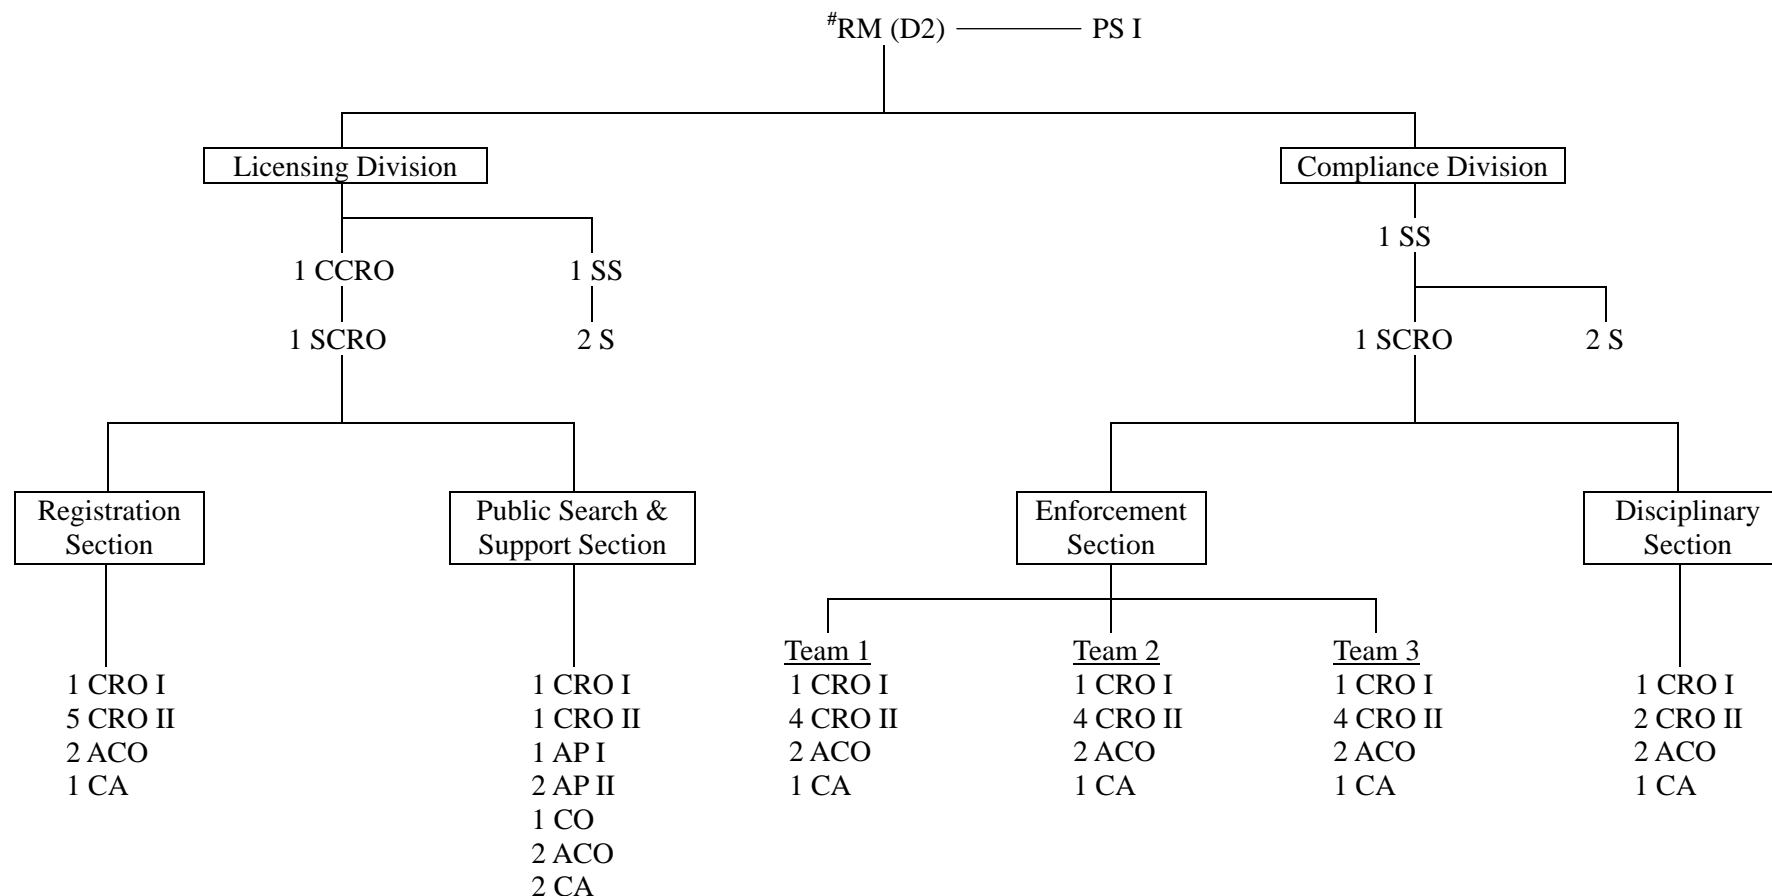 #RM (D2) PS I
Licensing Division
Compliance Division
1 CCRO
1 SS
1 SCRO
2 S
1 SS
1 SCRO
2 S
Registration
Section
Public Search &
Support Section
Enforcement
Section
Disciplinary
Section
1 CRO I
5 CRO II
2 ACO
1 CA
1 CRO I
1 CRO II
1 AP I
2 AP II
1 CO
2 ACO
2 CA
Team 1
1 CRO I
4 CRO II
2 ACO
1 CA
Team 2
1 CRO I
4 CRO II
2 ACO
1 CA
Team 3
1 CRO I
4 CRO II
2 ACO
1 CA
1 CRO I
2 CRO II
2 ACO
1 CA